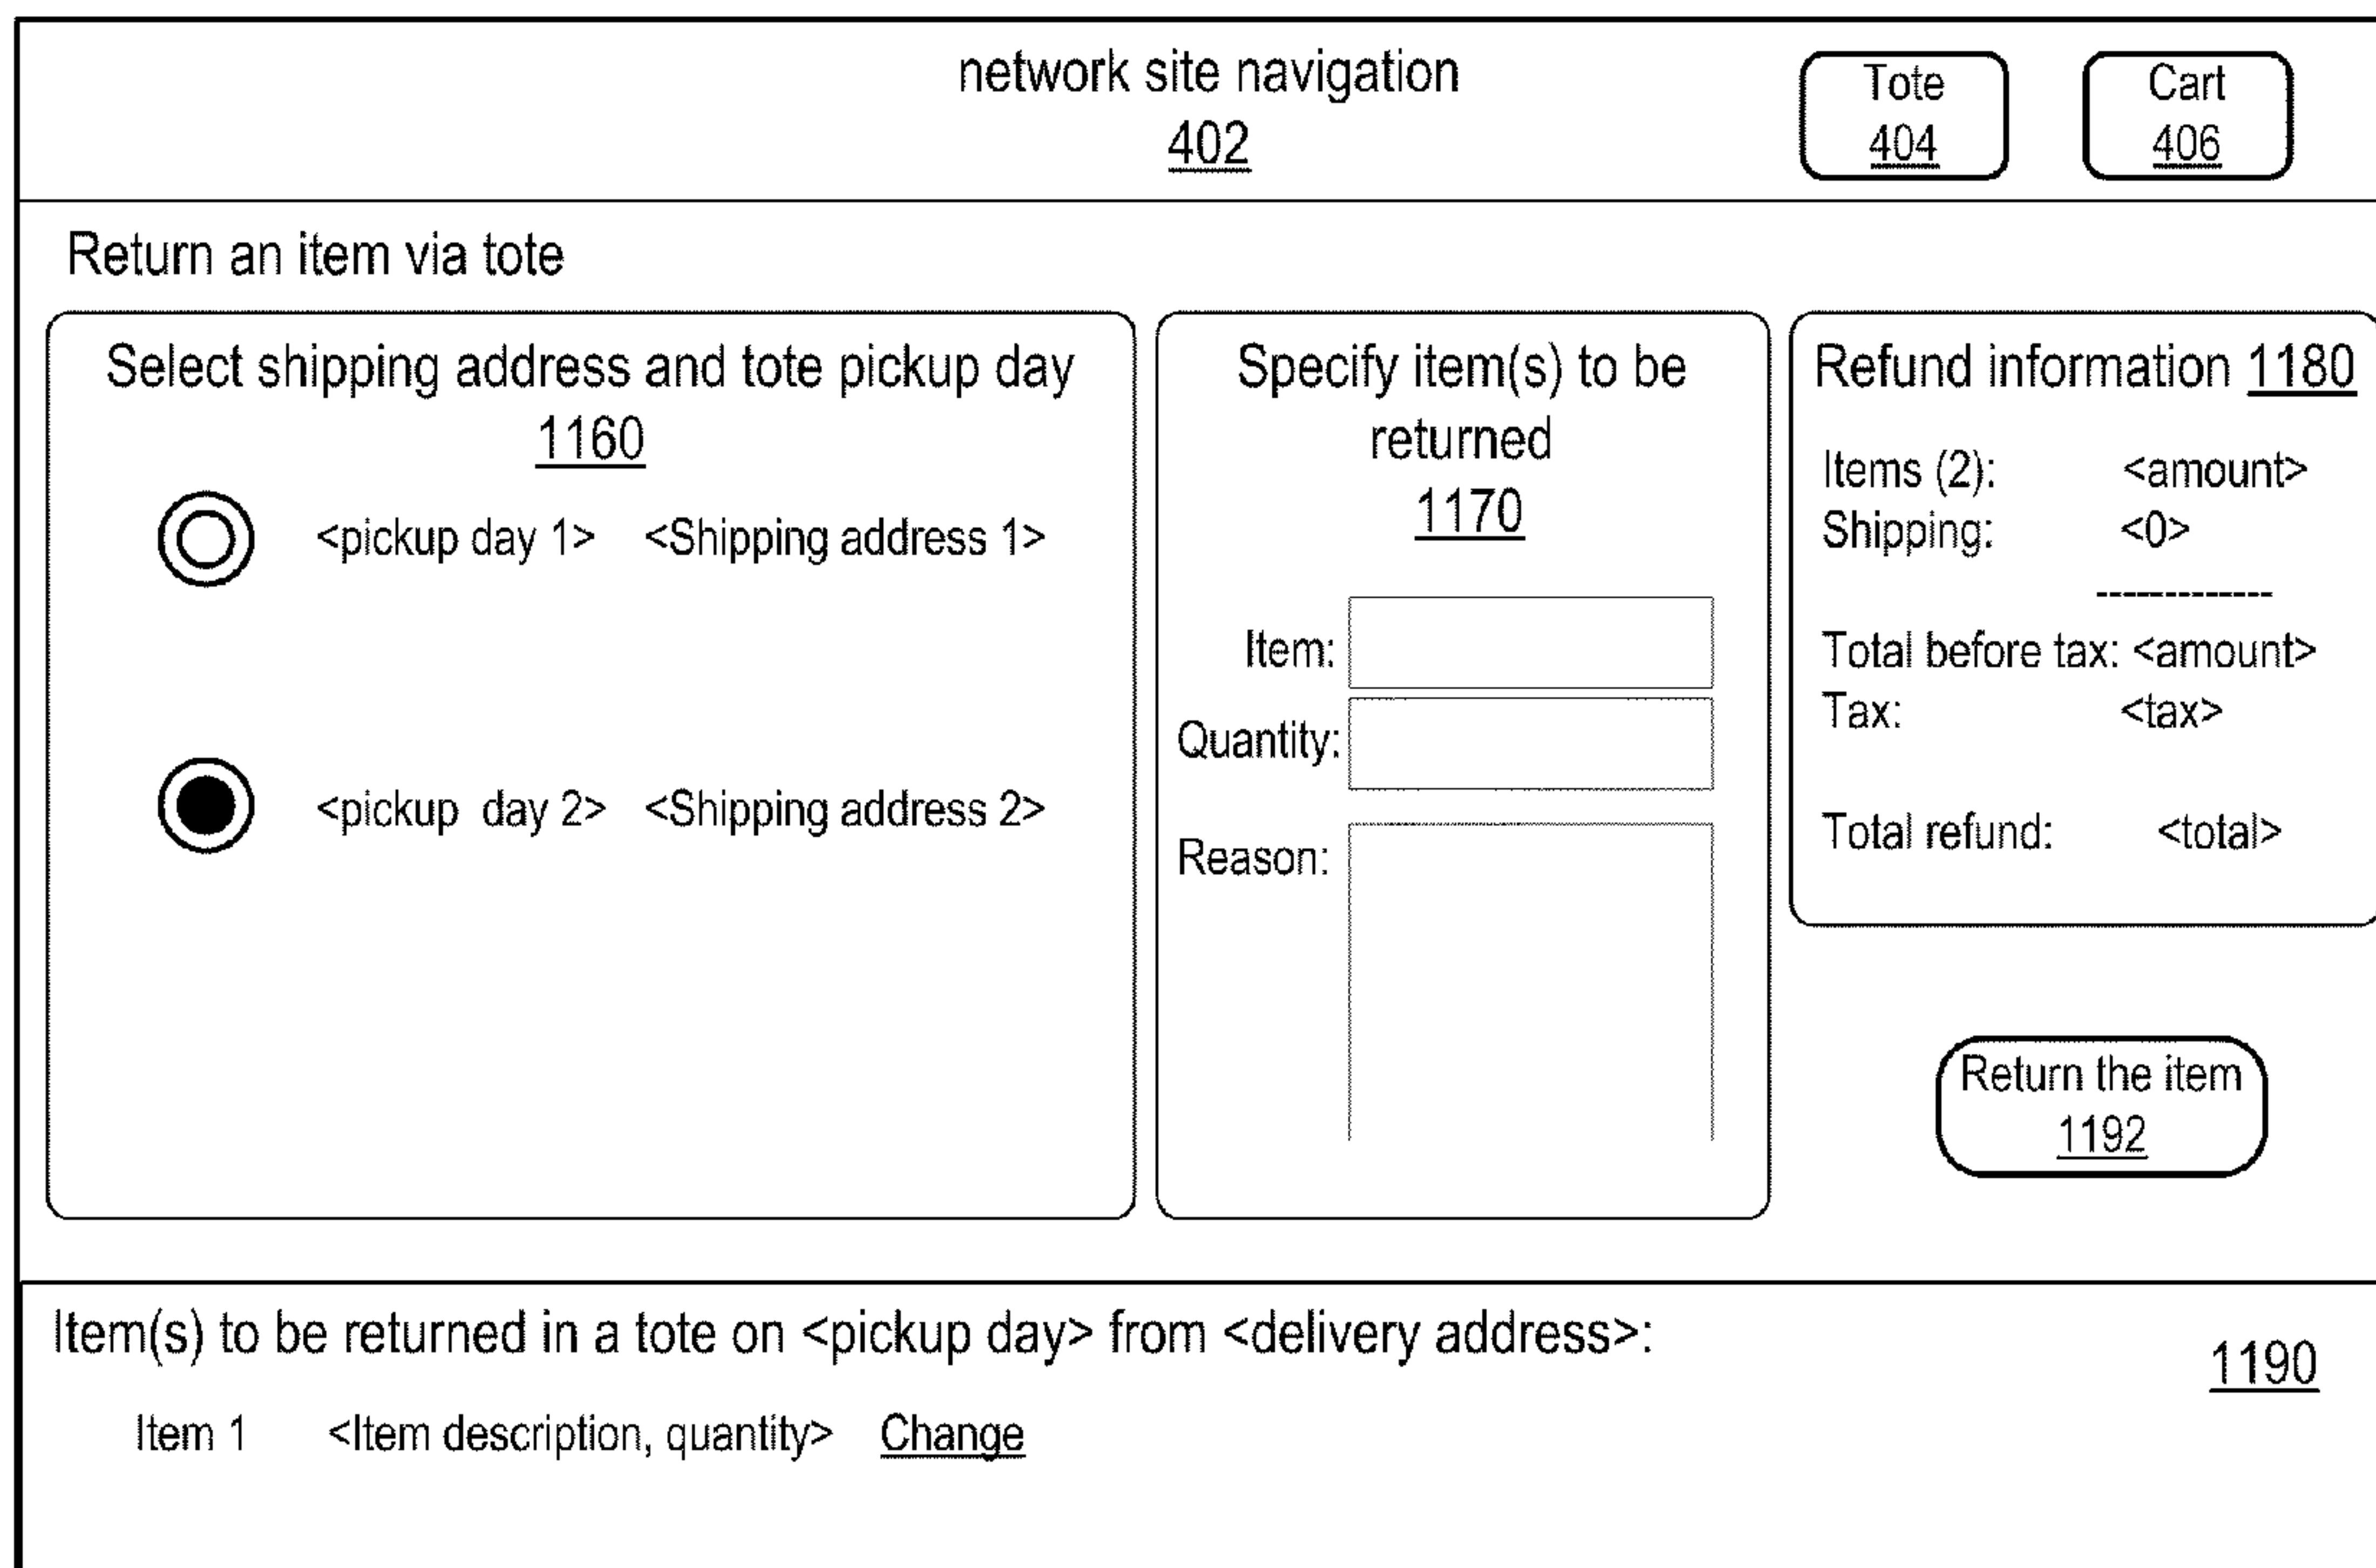 network site navigation
402
Tote
404
Cart
406
Return an item via tote
Select shipping address and tote pickup day
1160
<pickup day 1> <Shipping address 1>
<pickup day 2> <Shipping address 2>
Specify item(s) to be
returned
1170
Item:
Quantity:
Reason:
Refund information 1180
Items (2): <amount>
Shipping: <0>
-------------
Total before tax: <amount>
Tax: <tax>
Total refund: <total>
Return the item
1192
Item(s) to be returned in a tote on <pickup day> from <delivery address>:
1190
Item 1 <Item description, quantity> Change